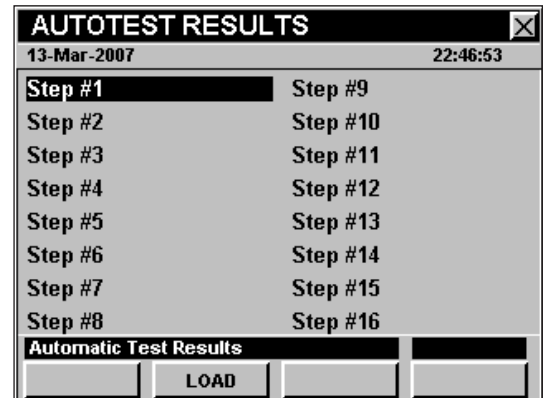 AUTOTEST RESULTS
13-Mar-2007 22:46:53
Step #1 Step #9
Step #2 Step #10
Step #3 Step #11
Step #4 Step #12
Step #5 Step #13
Step #6 Step #14
Step #7 Step #15
Step #8 Step #16
Automatic Test Results
LOAD